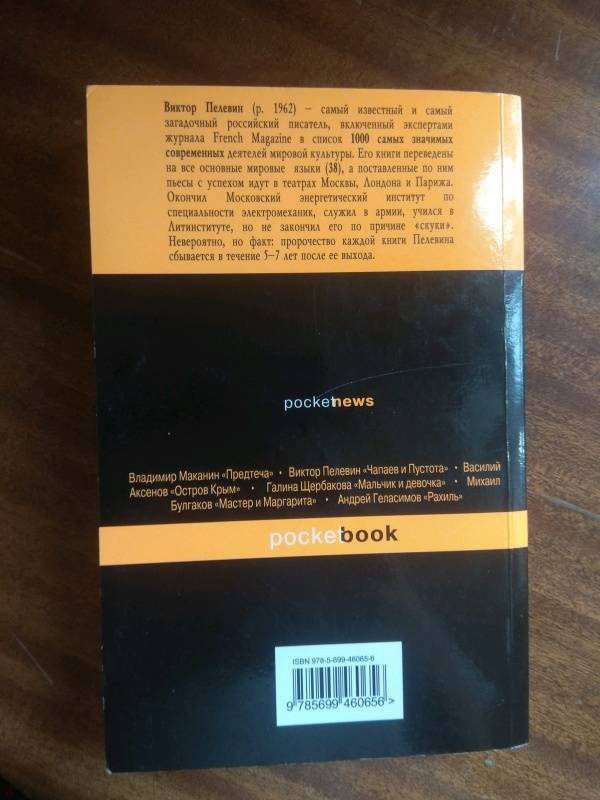 Виктор Пелевин (р. 1962) – самый известный и самый
загадочный российский писатель, включенный экспертами
журнала French Magazine в список 1000 самых значимых
современных деятелей мировой культуры. Его книги переведены
на все основные мировые языки (38), а поставленные по ним
пьесы с успехом идут в театрах Москвы, Лондона и Парижа.
Окончил Московский энергетический институт по
специальности электромеханик, служил в армии, учился в
Литинституте, но не закончил его по причине «скуки».
Невероятно, но факт: пророчество каждой книги Пелевина
сбывается в течение 5–7 лет после ее выхода.
pocketnews
Владимир Маканин «Предтеча» • Виктор Пелевин «Чапаев и Пустота» • Василий
Аксенов «Остров Крым» • Галина Щербакова «Мальчик и девочка» • Михаил
Булгаков «Мастер и Маргарита» • Андрей Геласимов «Рахиль»
pocketbook
ISBN 978-5-699-46065-6
9 785699 460656 >